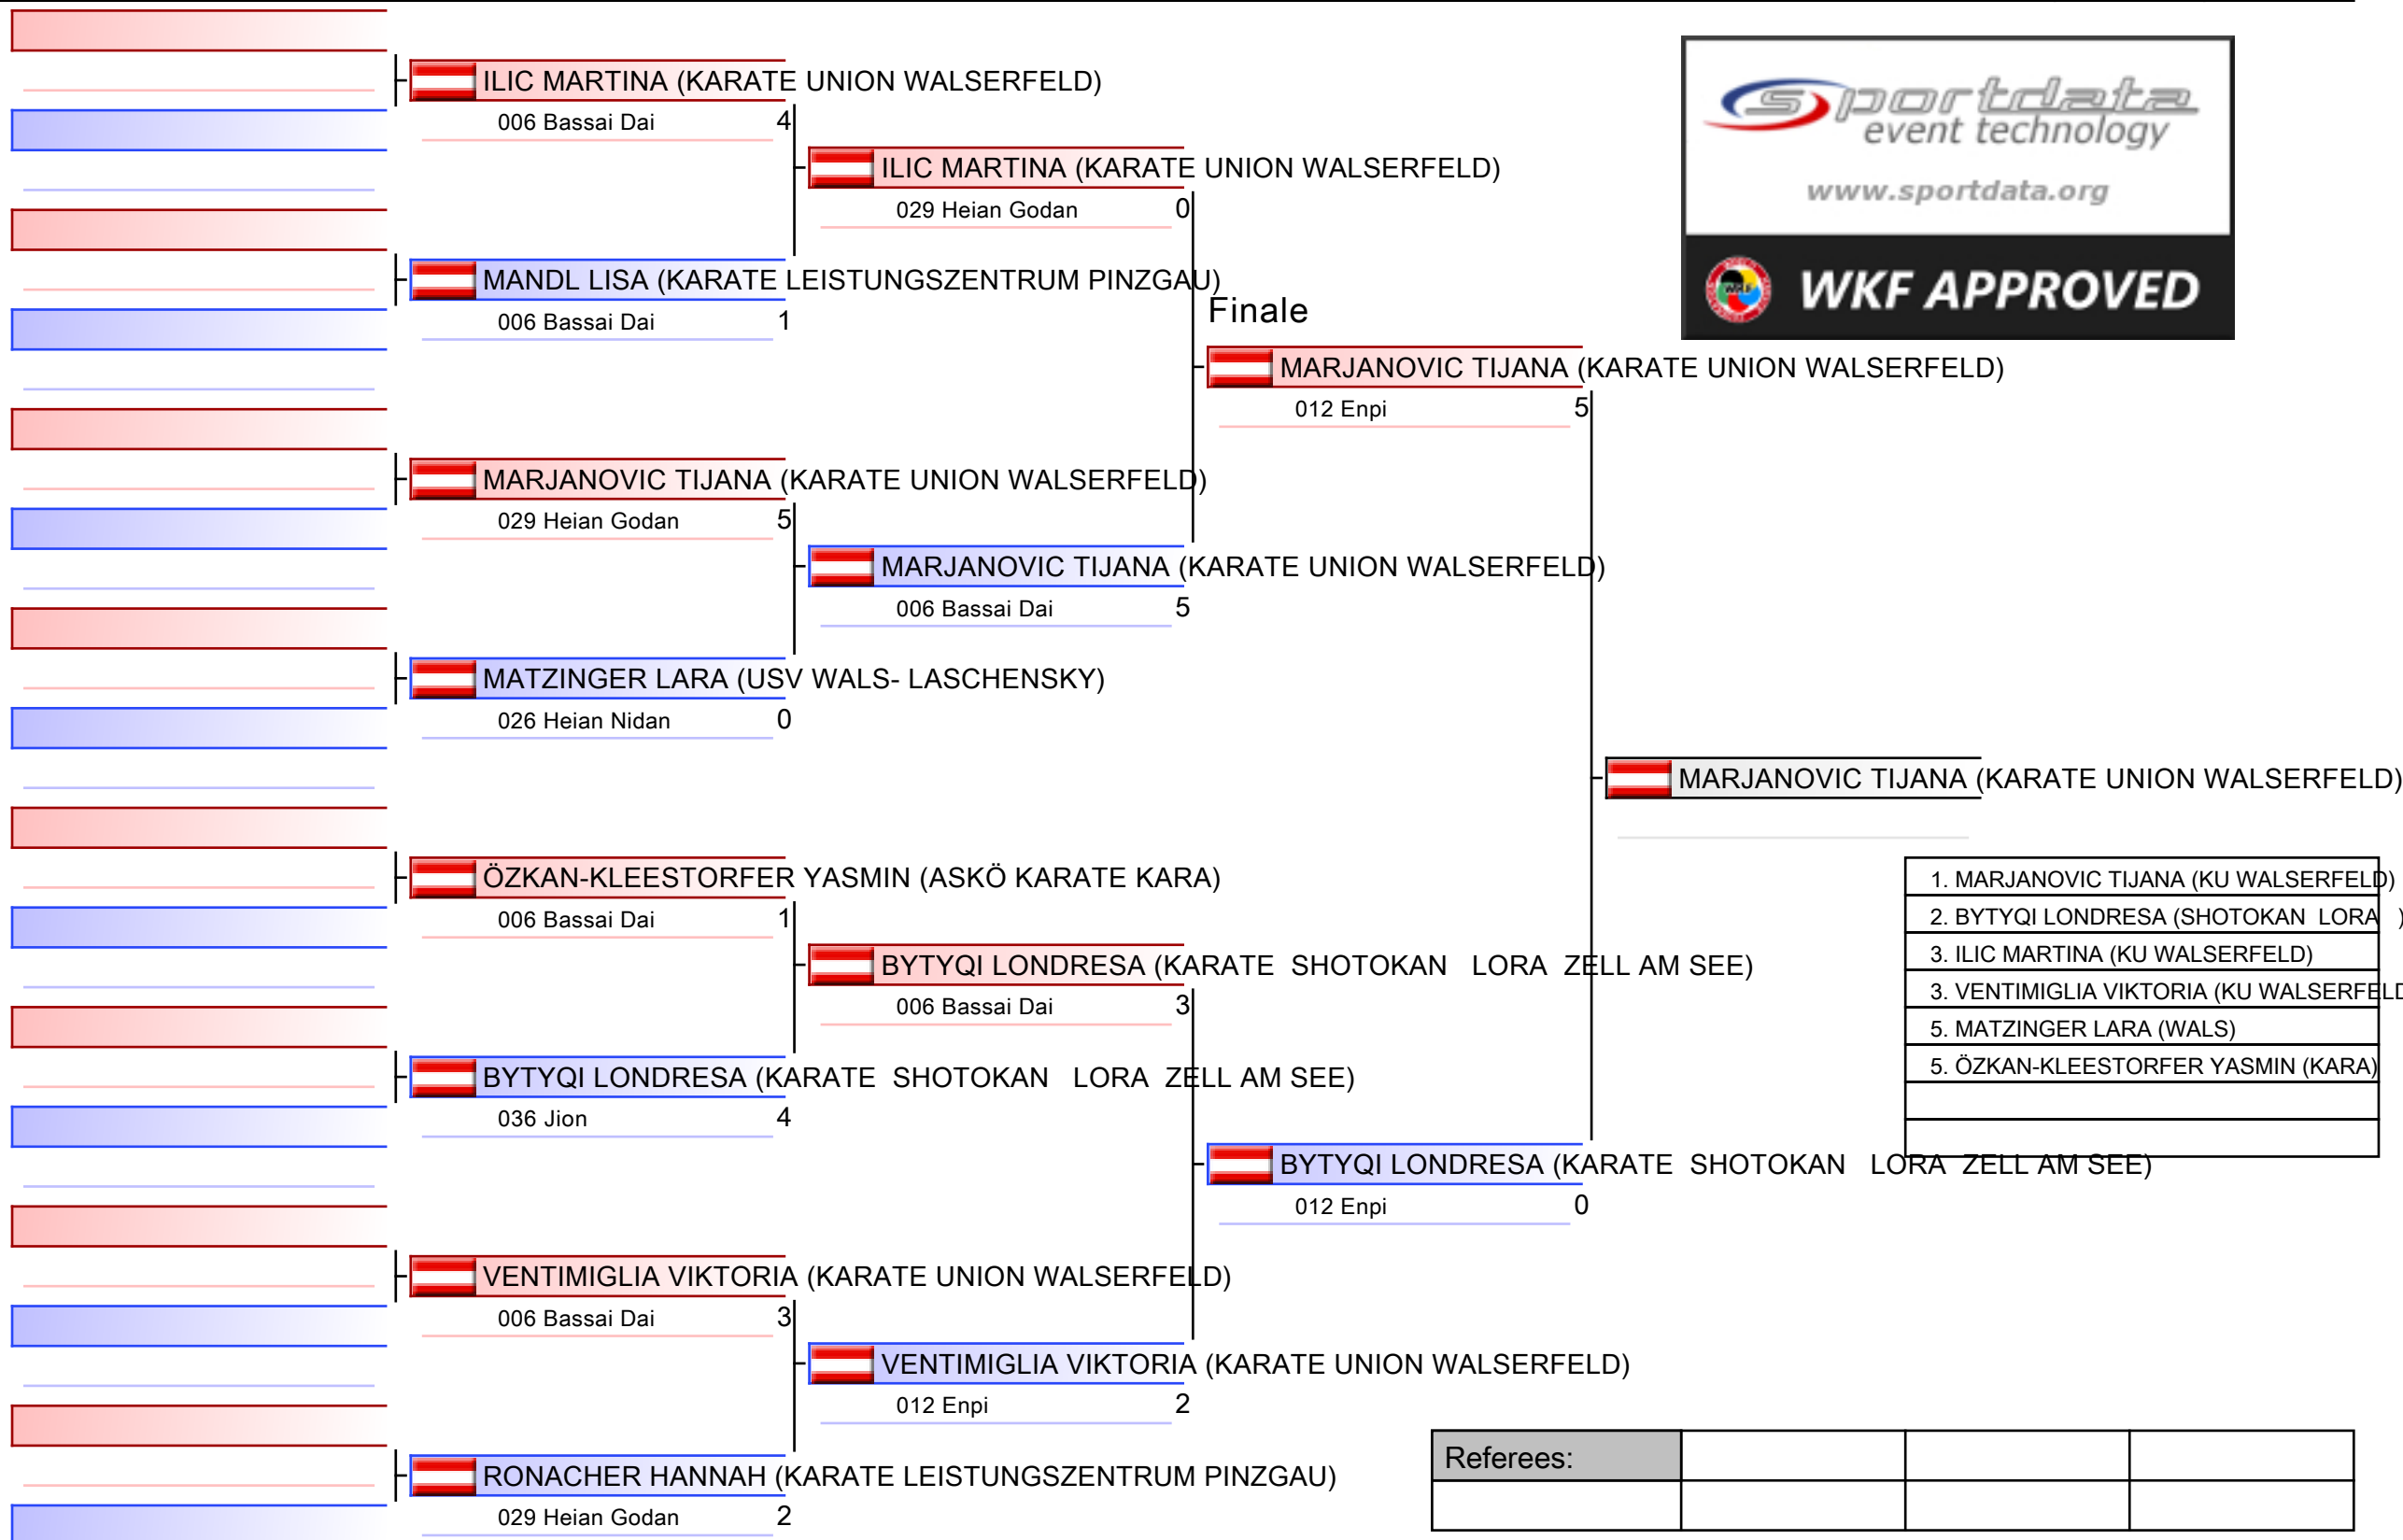 sportdata
event technology
www.sportdata.org
WKF APPROVED
ILIC MARTINA (KARATE UNION WALSERFELD)
006 Bassai Dai 4
MANDL LISA (KARATE LEISTUNGSZENTRUM PINZGAU)
006 Bassai Dai 1
MARJANOVIC TIJANA (KARATE UNION WALSERFELD)
029 Heian Godan 5
MATZINGER LARA (USV WALS- LASCHENSKY)
026 Heian Nidan 0
ÖZKAN-KLEESTORFER YASMIN (ASKÖ KARATE KARA)
006 Bassai Dai 1
BYTYQI LONDRESA (KARATE SHOTOKAN LORA ZELL AM SEE)
036 Jion 4
VENTIMIGLIA VIKTORIA (KARATE UNION WALSERFELD)
006 Bassai Dai 3
RONACHER HANNAH (KARATE LEISTUNGSZENTRUM PINZGAU)
029 Heian Godan 2
ILIC MARTINA (KARATE UNION WALSERFELD)
029 Heian Godan 0
MARJANOVIC TIJANA (KARATE UNION WALSERFELD)
006 Bassai Dai 5
BYTYQI LONDRESA (KARATE SHOTOKAN LORA ZELL AM SEE)
006 Bassai Dai 3
VENTIMIGLIA VIKTORIA (KARATE UNION WALSERFELD)
012 Enpi 2
Finale
MARJANOVIC TIJANA (KARATE UNION WALSERFELD)
012 Enpi 5
BYTYQI LONDRESA (KARATE SHOTOKAN LORA ZELL AM SEE)
012 Enpi 0
MARJANOVIC TIJANA (KARATE UNION WALSERFELD)
1. MARJANOVIC TIJANA (KU WALSERFELD)
2. BYTYQI LONDRESA (SHOTOKAN LORA )
3. ILIC MARTINA (KU WALSERFELD)
3. VENTIMIGLIA VIKTORIA (KU WALSERFELD
5. MATZINGER LARA (WALS)
5. ÖZKAN-KLEESTORFER YASMIN (KARA)
Referees: